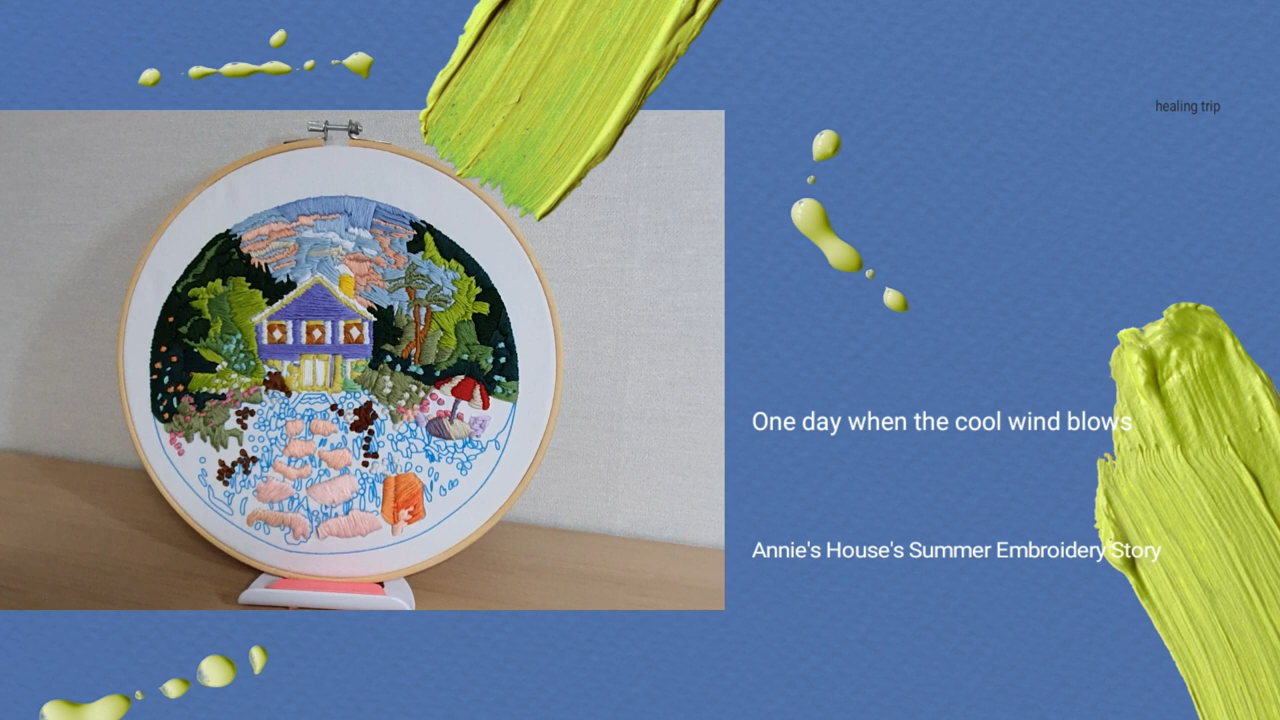 healing trip
One day when the cool wind blows
Annie's House's Summer Embroidery Story